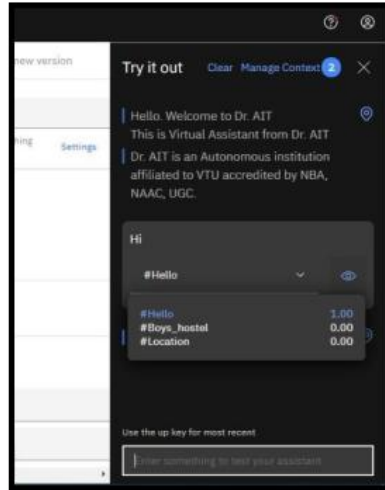 new version
Try it out Clear Manage Context 2
Settings
Hello. Welcome to Dr. AIT
This is Virtual Assistant from Dr. AIT
Dr. AIT is an Autonomous institution
affiliated to VTU accredited by NBA,
NAAC, UGC.
Hi
#Hello
#Hello 1.00
#Boys_hostel 0.00
#Location 0.00
Use the up key for most recent
Enter something to test your assistant